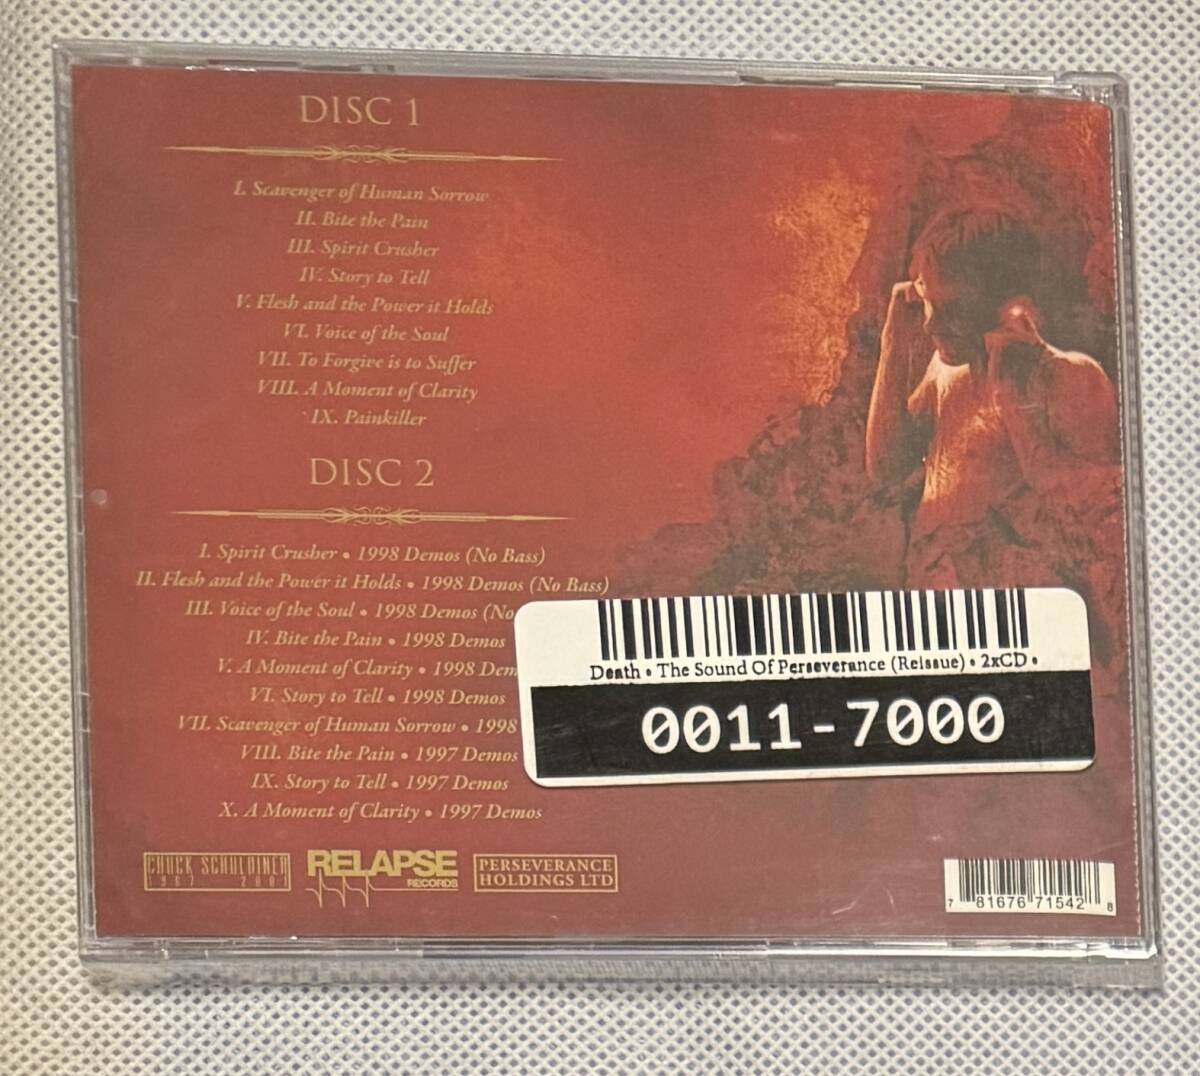 DISC 1
I. Scavenger of Human Sorrow
II. Bite the Pain
III. Spirit Crusher
IV. Story to Tell
V. Flesh and the Power it Holds
VI. Voice of the Soul
VII. To Forgive is to Suffer
VIII. A Moment of Clarity
IX. Painkiller
DISC 2
I. Spirit Crusher • 1998 Demos (No Bass)
II. Flesh and the Power it Holds • 1998 Demos (No Bass)
III. Voice of the Soul • 1998 Demos (No
IV. Bite the Pain • 1998 Demos
V. A Moment of Clarity • 1998 Dem
VI. Story to Tell • 1998 Demos
VII. Scavenger of Human Sorrow • 1998
VIII. Bite the Pain • 1997 Demos
IX. Story to Tell • 1997 Demos
X. A Moment of Clarity • 1997 Demos
Death • The Sound Of Perseverance (Reissue) • 2xCD •
0011-7000
CHUCK SCHULDINER
RELAPSE
RECORDS
PERSEVERANCE
HOLDINGS LTD
7 81676 71542 8